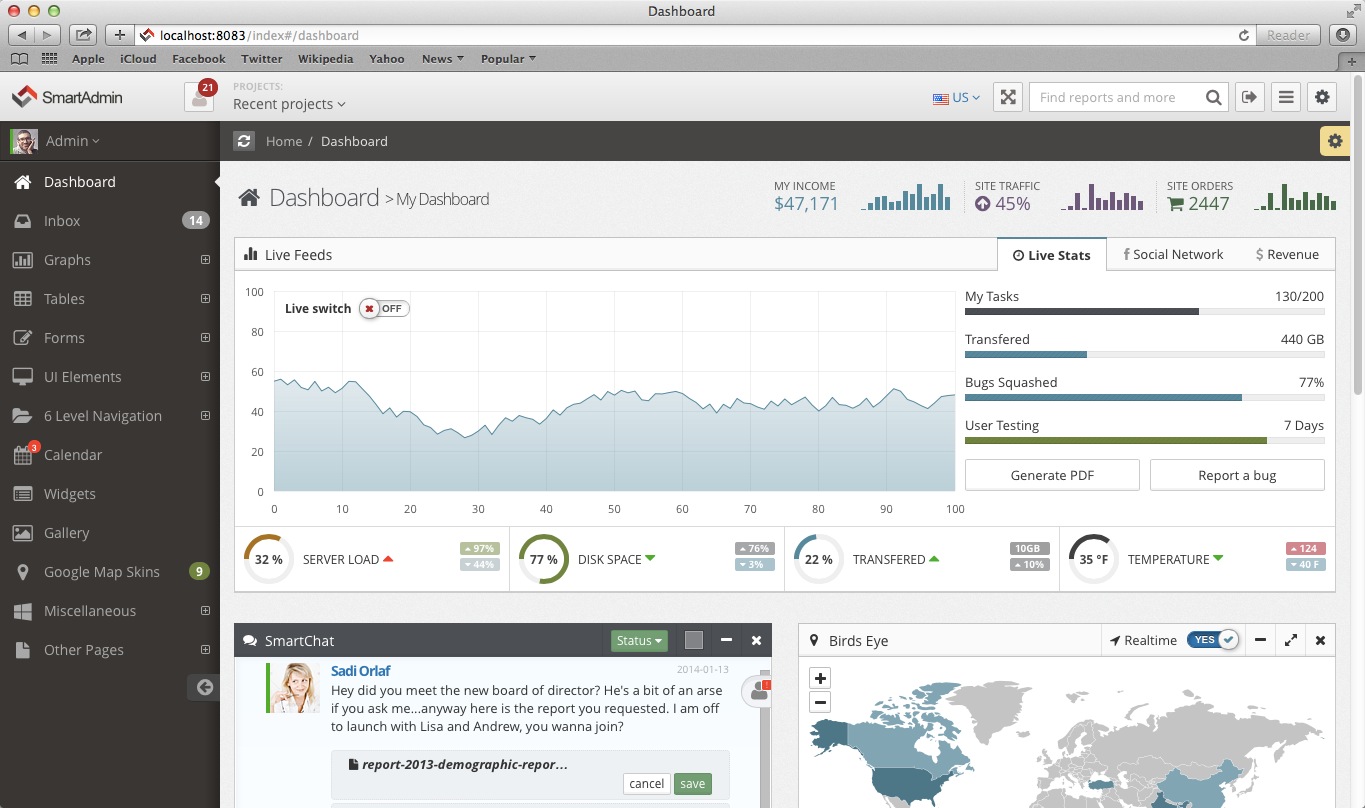 Dashboard
localhost:8083/index#/dashboard
Reader
Apple iCloud Facebook Twitter Wikipedia Yahoo News Popular
SmartAdmin
21
PROJECTS:
Recent projects
US
Find reports and more
Admin
Home / Dashboard
Dashboard
Inbox 14
Graphs
Tables
Forms
UI Elements
6 Level Navigation
3
Calendar
Widgets
Gallery
Google Map Skins 9
Miscellaneous
Other Pages
Dashboard > My Dashboard
MY INCOME
$47,171
SITE TRAFFIC
45%
SITE ORDERS
2447
Live Feeds
Live Stats
Social Network
$ Revenue
Live switch OFF
100
80
60
40
20
0
0 10 20 30 40 50 60 70 80 90 100
My Tasks 130/200
Transfered 440 GB
Bugs Squashed 77%
User Testing 7 Days
Generate PDF
Report a bug
32 % SERVER LOAD
97%
44%
77 % DISK SPACE
76%
3%
22 % TRANSFERED
10GB
10%
35 °F TEMPERATURE
124
40 F
SmartChat
Status
Sadi Orlaf 2014-01-13
Hey did you meet the new board of director? He's a bit of an arse
if you ask me...anyway here is the report you requested. I am off
to launch with Lisa and Andrew, you wanna join?
report-2013-demographic-repor...
cancel save
Birds Eye
Realtime YES